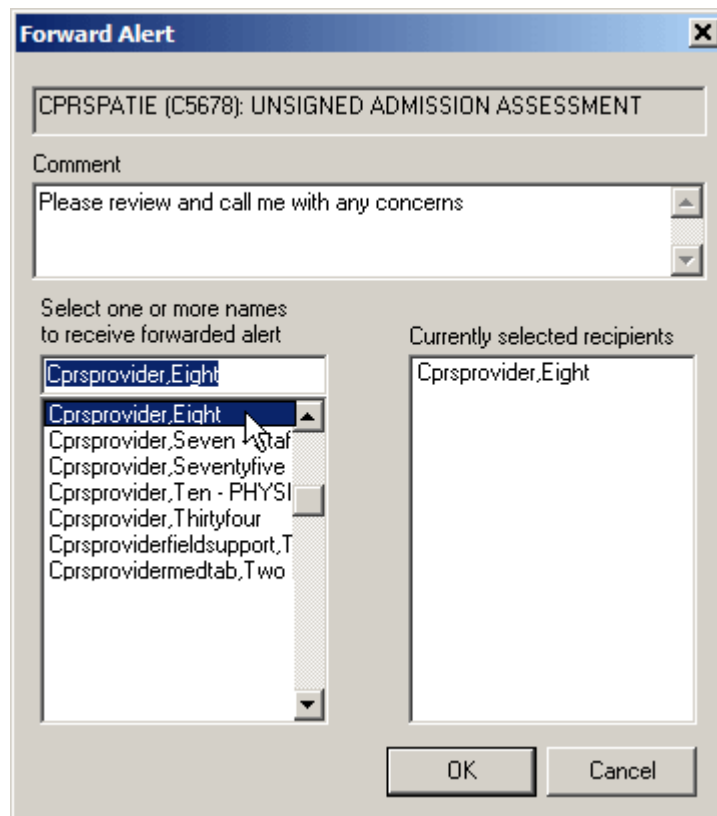 Forward Alert
CPRSPATIE (C5678): UNSIGNED ADMISSION ASSESSMENT
Comment
Please review and call me with any concerns
Select one or more names
to receive forwarded alert
Cprsprovider,Eight
Cprsprovider,Eight
Cprsprovider,Seven - Staf
Cprsprovider,Seventyfive
Cprsprovider,Ten - PHYSI
Cprsprovider,Thirtyfour
Cprsproviderfieldsupport,T
Cprsprovidermedtab,Two
Currently selected recipients
Cprsprovider,Eight
OK
Cancel